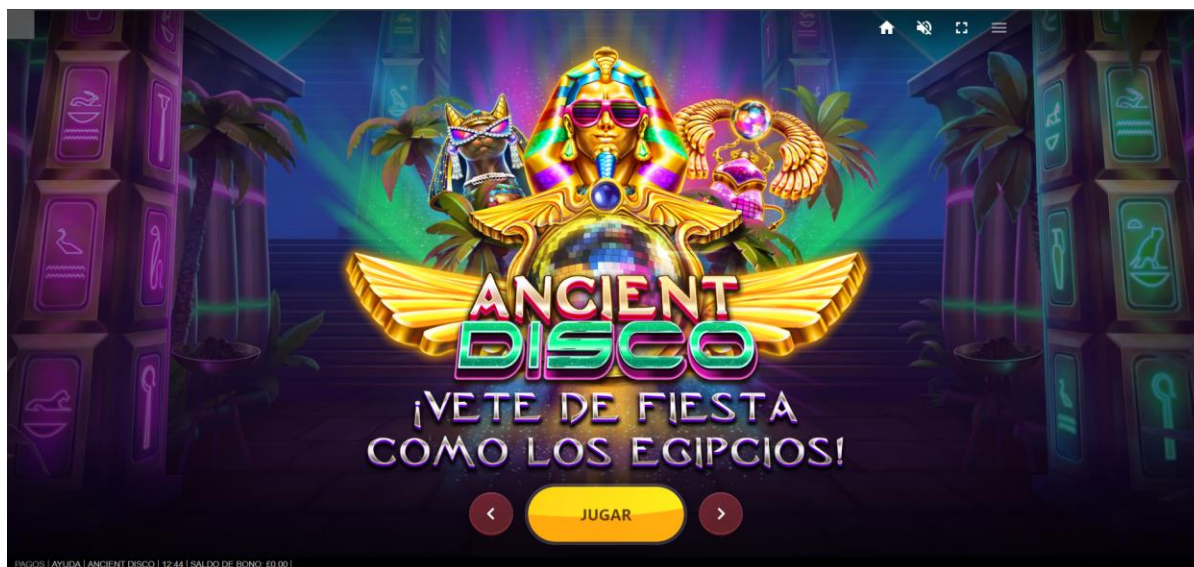 ANCIENT
DISCO
¡VETE DE FIESTA
COMO LOS EGIPCIOS!
JUGAR
PAGOS | AYUDA | ANCIENT DISCO | 12:44 | SALDO DE BONO: £0.00 |